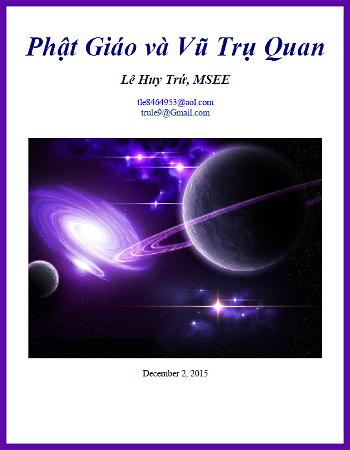 Phật Giáo và Vũ Trụ Quan
Lê Huy Trứ, MSEE
tle8464953@aol.com
trule9@Gmail.com
December 2, 2015